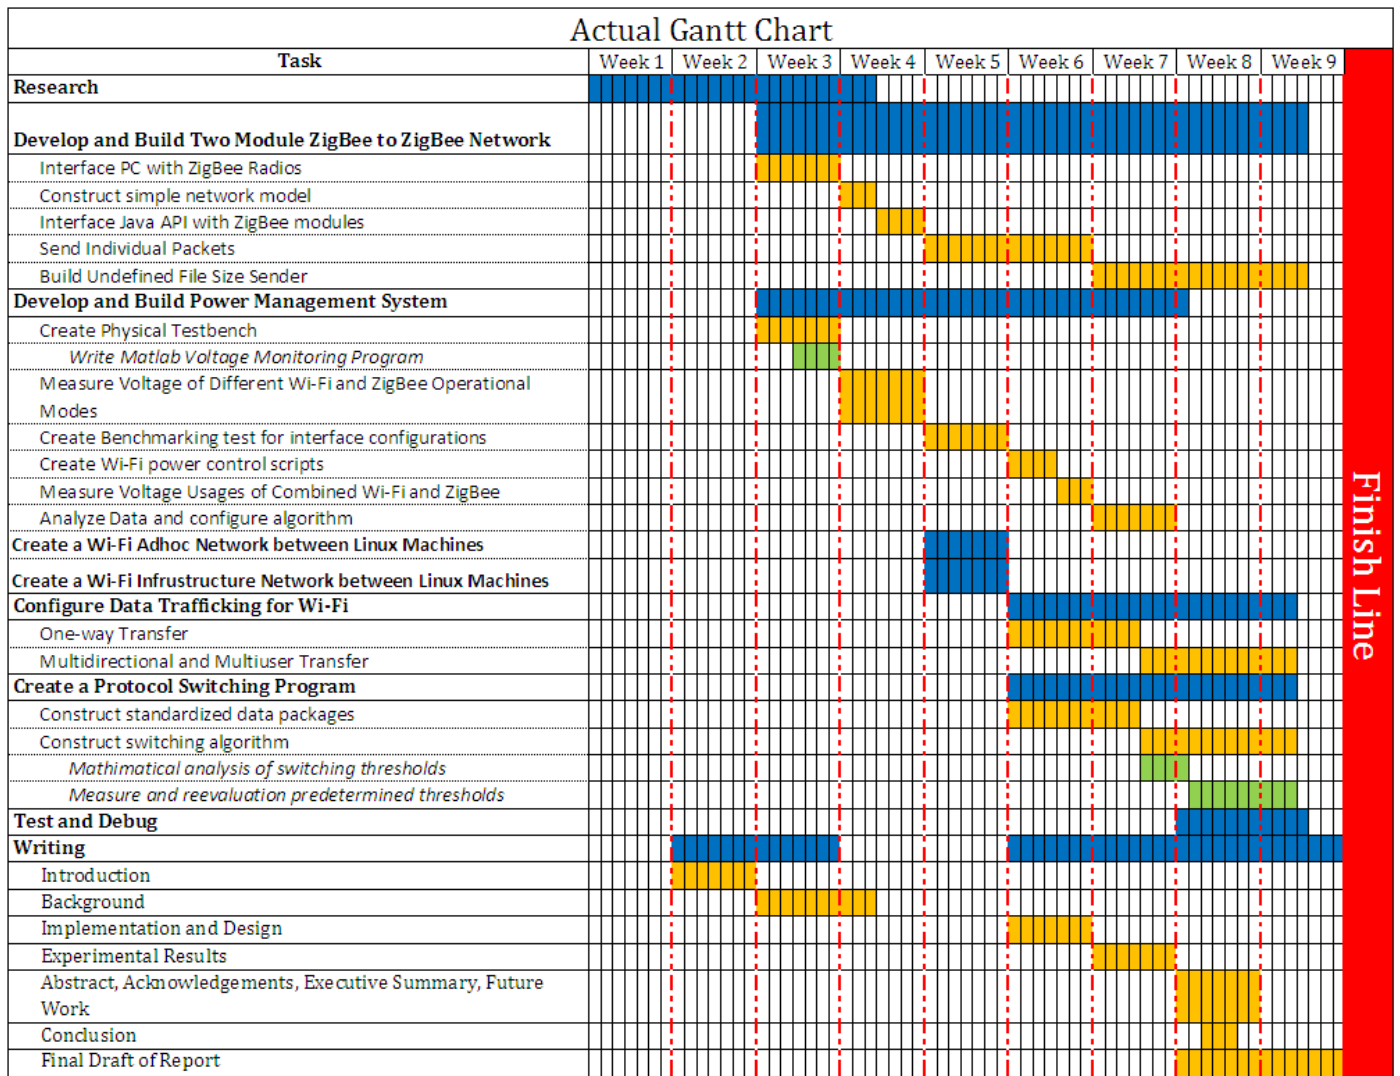 Actual Gantt Chart
Task Week 1 Week 2 Week 3 Week 4 Week 5 Week 6 Week 7 Week 8 Week 9
Research
Develop and Build Two Module ZigBee to ZigBee Network
Interface PC with ZigBee Radios
Construct simple network model
Interface Java API with ZigBee modules
Send Individual Packets
Build Undefined File Size Sender
Develop and Build Power Management System
Create Physical Testbench
Write Matlab Voltage Monitoring Program
Measure Voltage of Different Wi-Fi and ZigBee Operational
Modes
Create Benchmarking test for interface configurations
Create Wi-Fi power control scripts
Measure Voltage Usages of Combined Wi-Fi and ZigBee
Analyze Data and configure algorithm
Create a Wi-Fi Adhoc Network between Linux Machines
Create a Wi-Fi Infrustructure Network between Linux Machines
Configure Data Trafficking for Wi-Fi
One-way Transfer
Multidirectional and Multiuser Transfer
Create a Protocol Switching Program
Construct standardized data packages
Construct switching algorithm
Mathimatical analysis of switching thresholds
Measure and reevaluation predetermined thresholds
Test and Debug
Writing
Introduction
Background
Implementation and Design
Experimental Results
Abstract, Acknowledgements, Executive Summary, Future
Work
Conclusion
Final Draft of Report
Finish Line